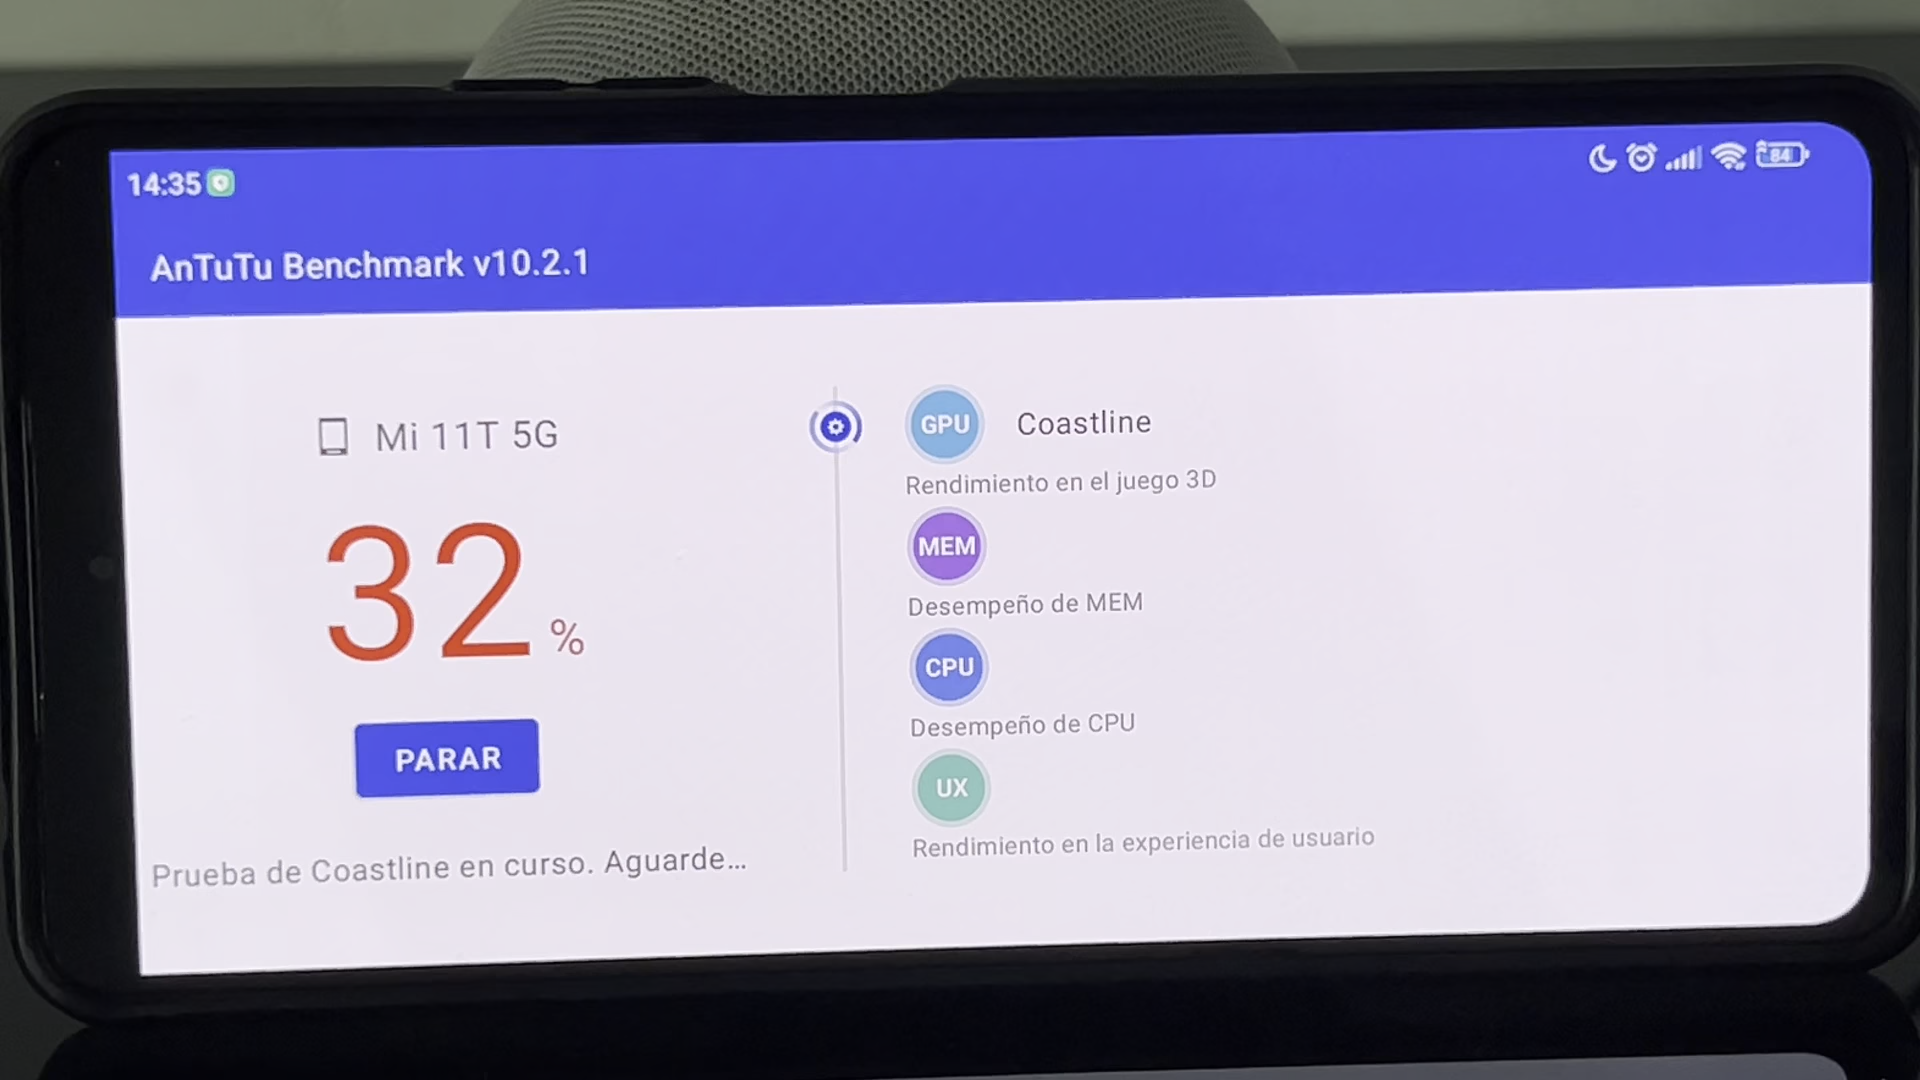 14:35
84
AnTuTu Benchmark v10.2.1
Mi 11T 5G
32 %
PARAR
Prueba de Coastline en curso. Aguarde...
GPU Coastline
Rendimiento en el juego 3D
MEM
Desempeño de MEM
CPU
Desempeño de CPU
UX
Rendimiento en la experiencia de usuario